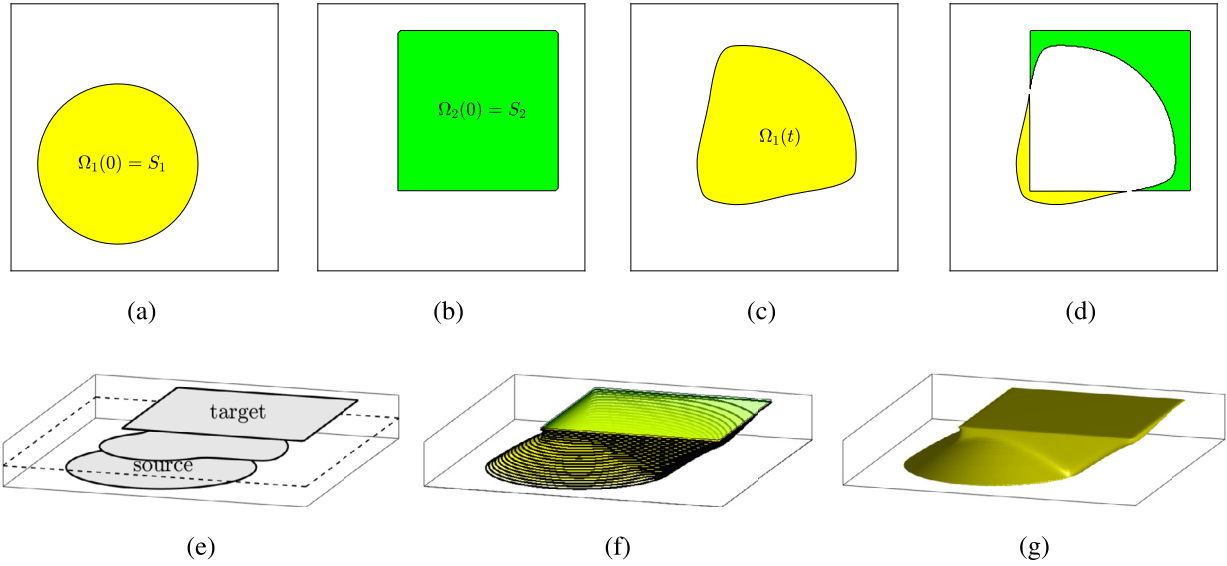 Ω₁(0) = S₁
Ω₂(0) = S₂
Ω₁(t)
(a)
(b)
(c)
(d)
target
source
(e)
(f)
(g)